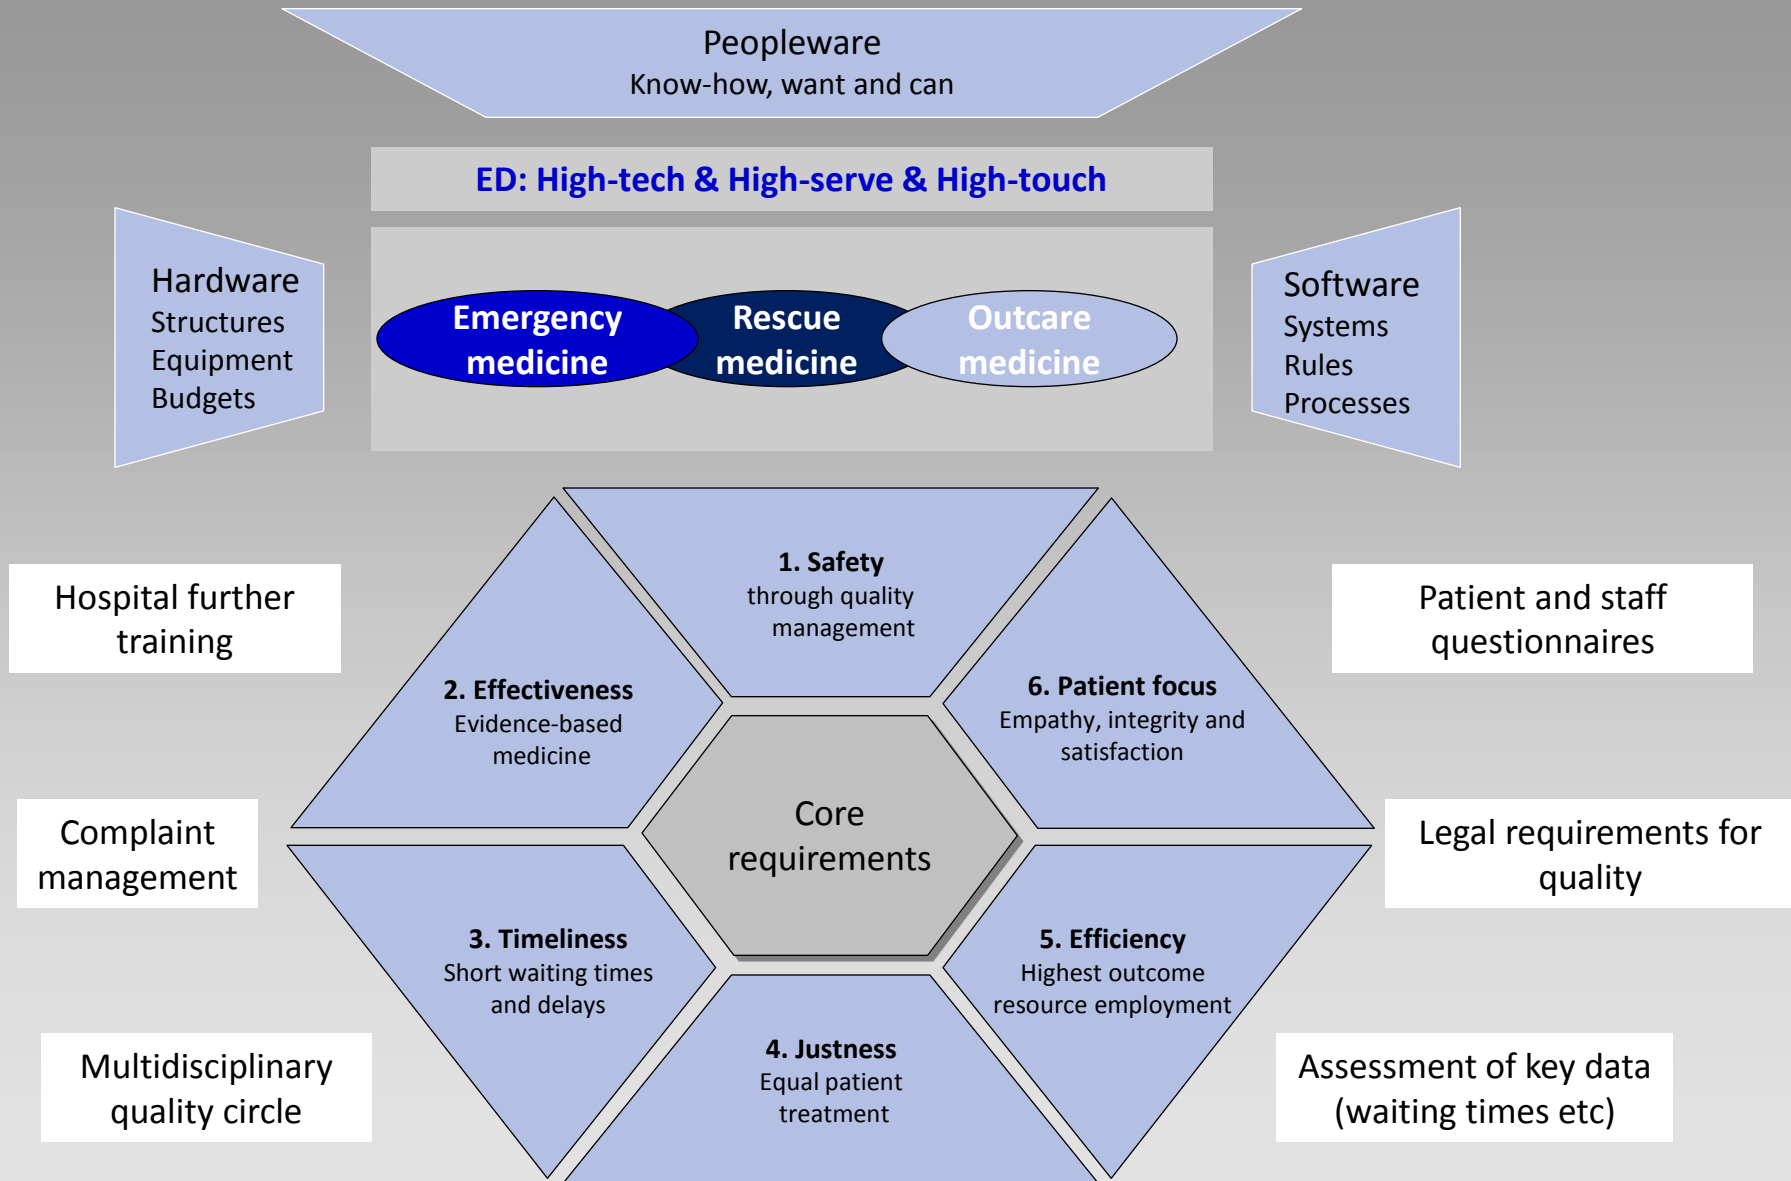 Peopleware
Know-how, want and can
ED: High-tech & High-serve & High-touch
Hardware
Structures
Equipment
Budgets
Emergency
medicine
Rescue
medicine
Outcare
medicine
Software
Systems
Rules
Processes
1. Safety
through quality
management
Hospital further
training
Patient and staff
questionnaires
2. Effectiveness
Evidence-based
medicine
6. Patient focus
Empathy, integrity and
satisfaction
Core
requirements
Complaint
management
Legal requirements for
quality
3. Timeliness
Short waiting times
and delays
5. Efficiency
Highest outcome
resource employment
4. Justness
Equal patient
treatment
Multidisciplinary
quality circle
Assessment of key data
(waiting times etc)